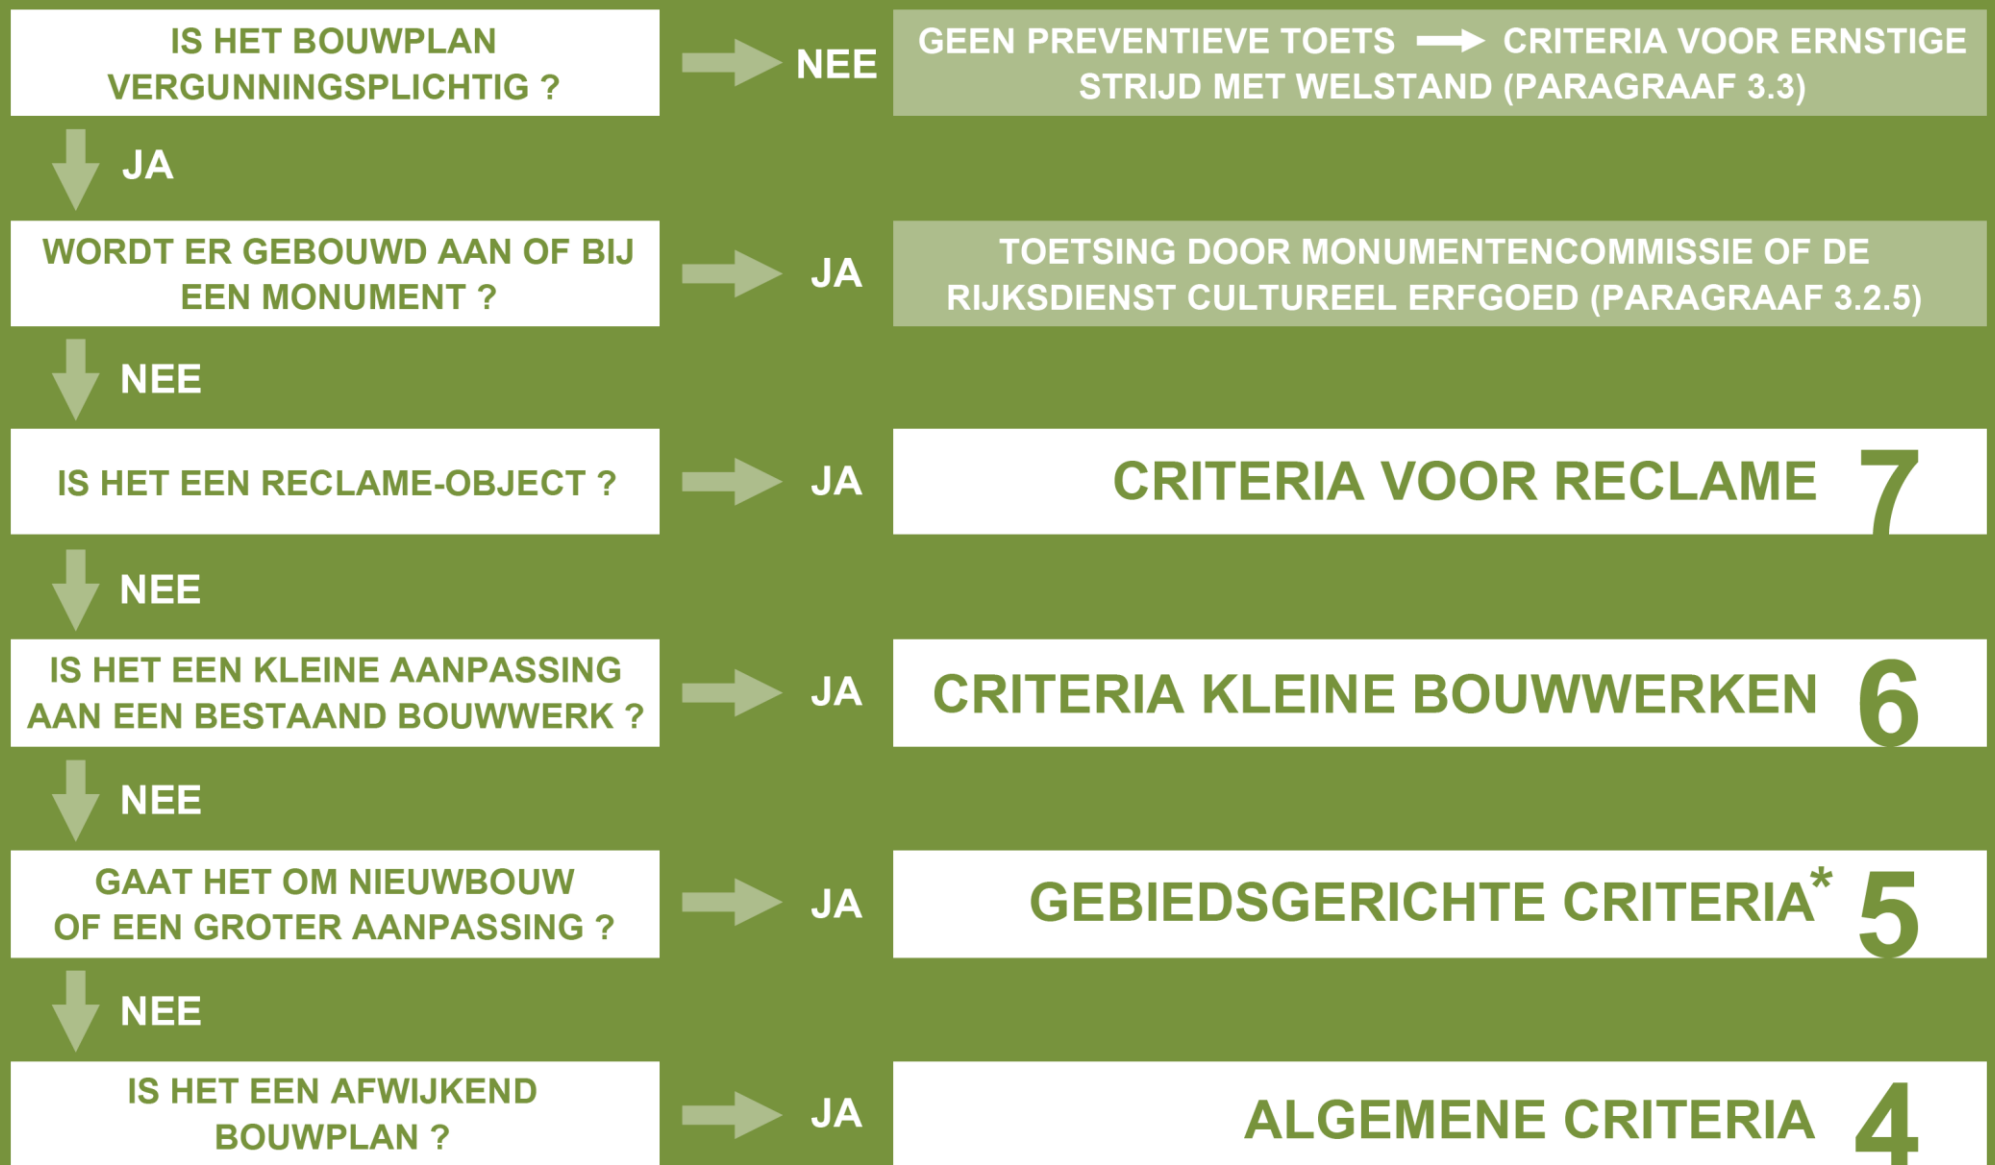 IS HET BOUWPLAN
VERGUNNINGSPLICHTIG ?
NEE
GEEN PREVENTIEVE TOETS → CRITERIA VOOR ERNSTIGE
STRIJD MET WELSTAND (PARAGRAAF 3.3)
JA
WORDT ER GEBOUWD AAN OF BIJ
EEN MONUMENT ?
JA
TOETSING DOOR MONUMENTENCOMMISSIE OF DE
RIJKSDIENST CULTUREEL ERFGOED (PARAGRAAF 3.2.5)
NEE
IS HET EEN RECLAME-OBJECT ?
JA
CRITERIA VOOR RECLAME 7
NEE
IS HET EEN KLEINE AANPASSING
AAN EEN BESTAAND BOUWWERK ?
JA
CRITERIA KLEINE BOUWWERKEN 6
NEE
GAAT HET OM NIEUWBOUW
OF EEN GROTER AANPASSING ?
JA
GEBIEDSGERICHTE CRITERIA* 5
NEE
IS HET EEN AFWIJKEND
BOUWPLAN ?
JA
ALGEMENE CRITERIA 4